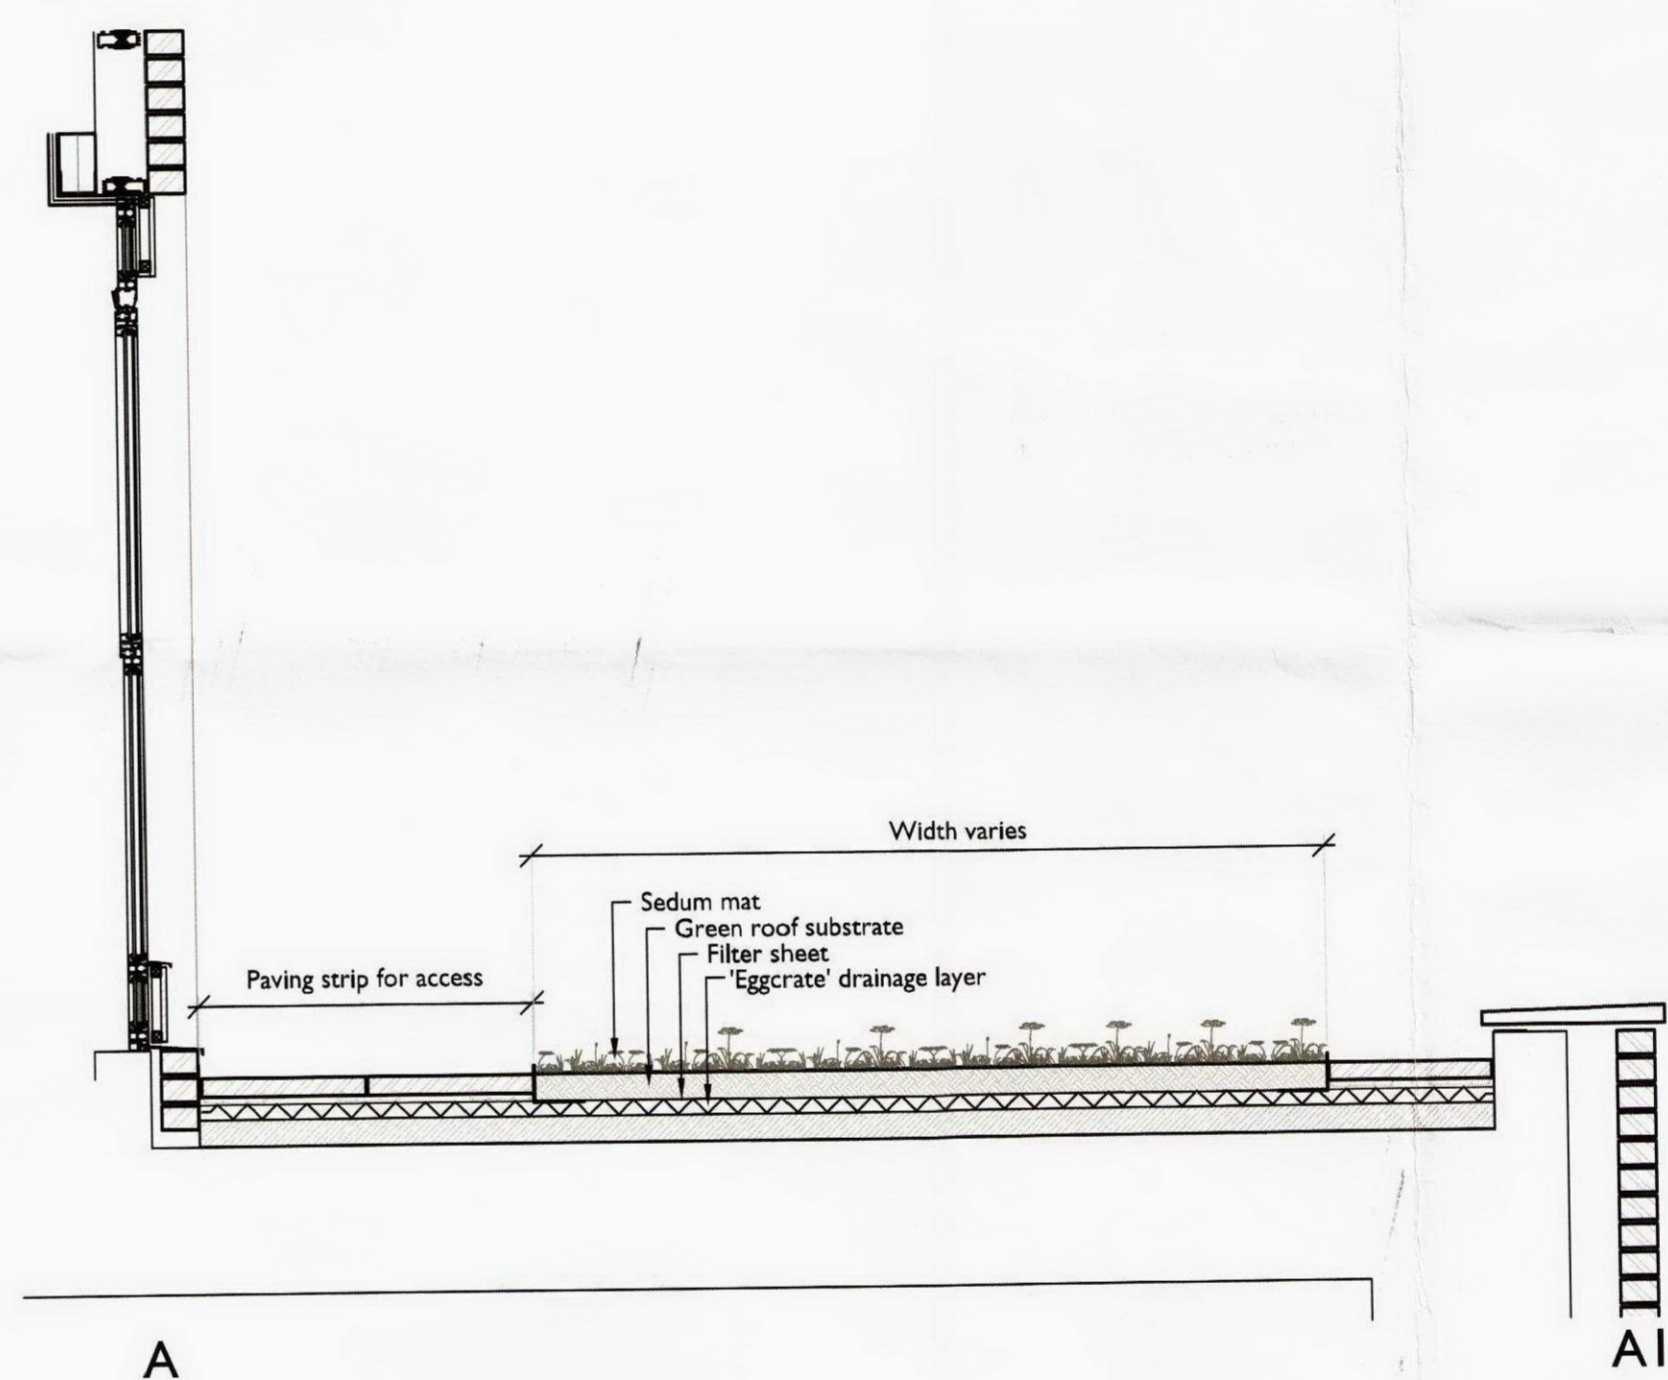 Width varies
Sedum mat
Green roof substrate
Filter sheet
'Eggcrate' drainage layer
Paving strip for access
A
A1